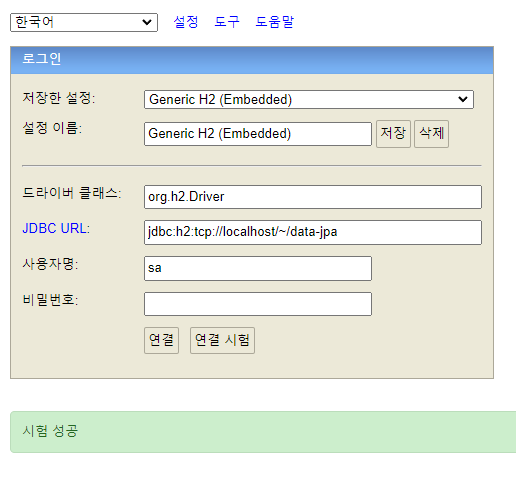 한국어 설정 도구 도움말
로그인
저장한 설정: Generic H2 (Embedded)
설정 이름: Generic H2 (Embedded) 저장 삭제
드라이버 클래스: org.h2.Driver
JDBC URL: jdbc:h2:tcp://localhost/~/data-jpa
사용자명: sa
비밀번호:
연결 연결 시험
시험 성공